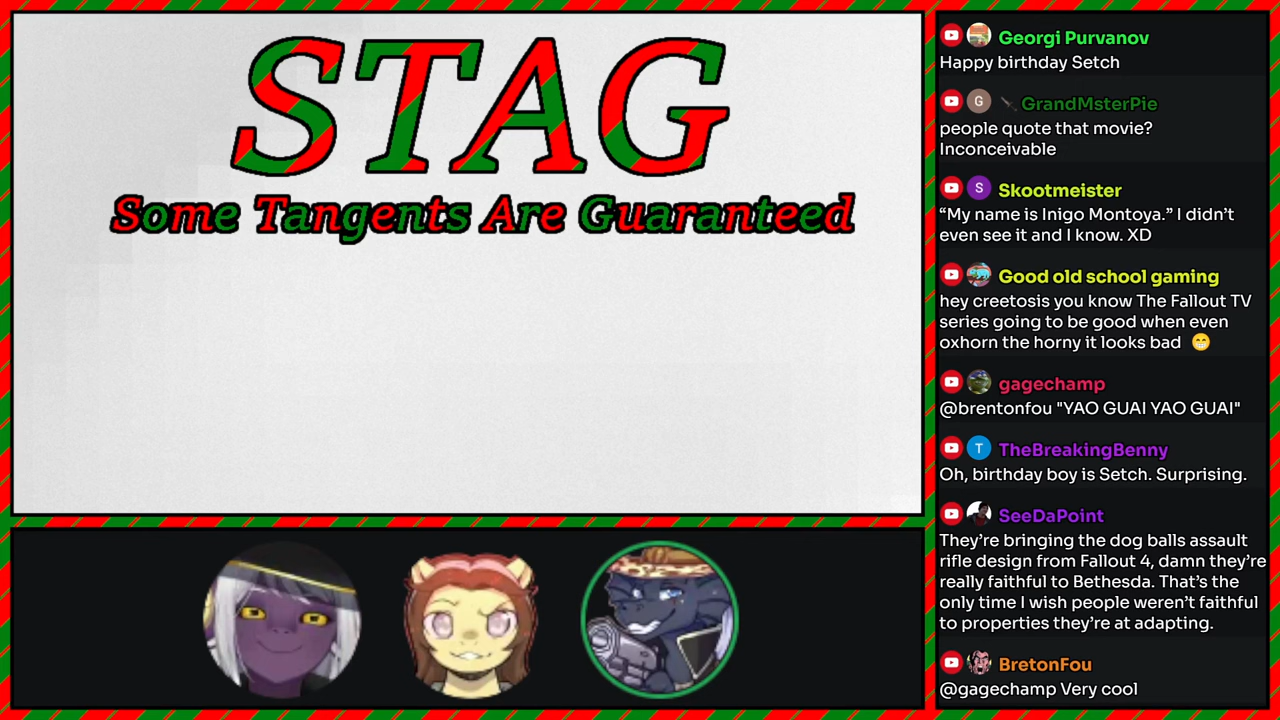 STAG
Some Tangents Are Guaranteed
Georgi Purvanov
Happy birthday Setch
G GrandMsterPie
people quote that movie?
Inconceivable
S Skootmeister
“My name is Inigo Montoya.” I didn’t
even see it and I know. XD
Good old school gaming
hey creetosis you know The Fallout TV
series going to be good when even
oxhorn the horny it looks bad 😁
gagechamp
@brentonfou "YAO GUAI YAO GUAI"
T TheBreakingBenny
Oh, birthday boy is Setch. Surprising.
SeeDaPoint
They’re bringing the dog balls assault
rifle design from Fallout 4, damn they’re
really faithful to Bethesda. That’s the
only time I wish people weren’t faithful
to properties they’re at adapting.
BretonFou
@gagechamp Very cool